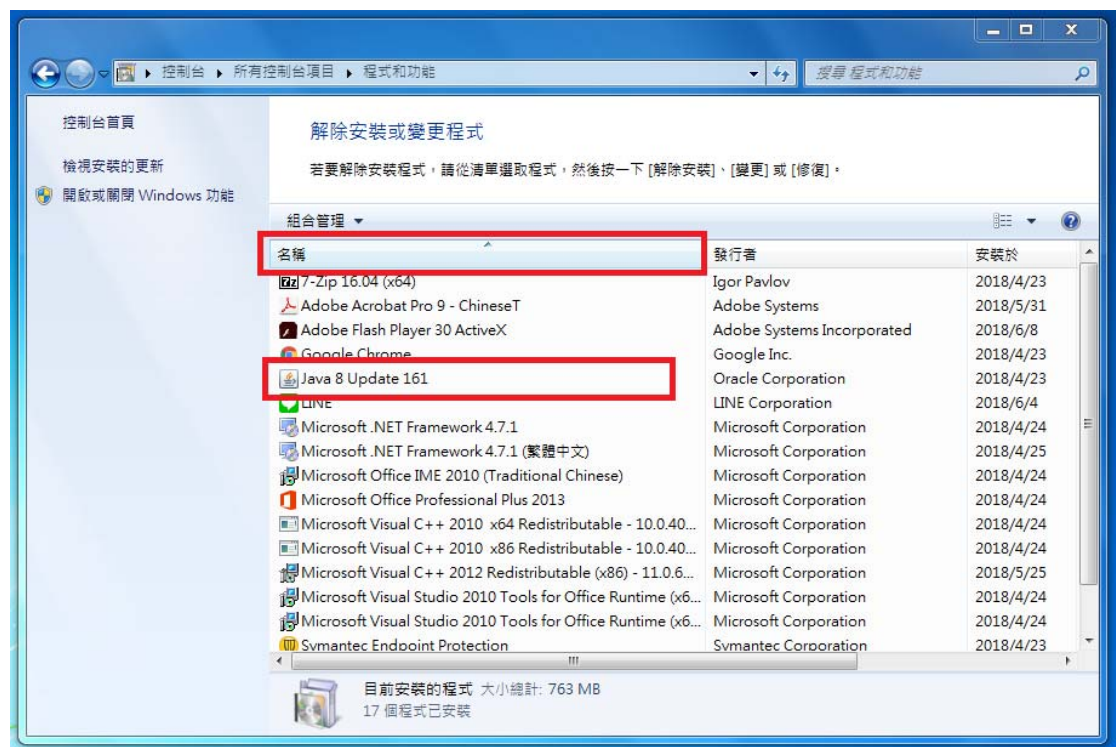 控制台 ▸ 所有控制台項目 ▸ 程式和功能
搜尋 程式和功能
控制台首頁
檢視安裝的更新
開啟或關閉 Windows 功能
解除安裝或變更程式
若要解除安裝程式，請從清單選取程式，然後按一下 [解除安裝]、[變更] 或 [修復]。
組合管理
名稱 發行者 安裝於
7-Zip 16.04 (x64) Igor Pavlov 2018/4/23
Adobe Acrobat Pro 9 - ChineseT Adobe Systems 2018/5/31
Adobe Flash Player 30 ActiveX Adobe Systems Incorporated 2018/6/8
Google Chrome Google Inc. 2018/4/23
Java 8 Update 161 Oracle Corporation 2018/4/23
LINE LINE Corporation 2018/6/4
Microsoft .NET Framework 4.7.1 Microsoft Corporation 2018/4/24
Microsoft .NET Framework 4.7.1 (繁體中文) Microsoft Corporation 2018/4/25
Microsoft Office IME 2010 (Traditional Chinese) Microsoft Corporation 2018/4/24
Microsoft Office Professional Plus 2013 Microsoft Corporation 2018/4/24
Microsoft Visual C++ 2010 x64 Redistributable - 10.0.40... Microsoft Corporation 2018/4/24
Microsoft Visual C++ 2010 x86 Redistributable - 10.0.40... Microsoft Corporation 2018/4/24
Microsoft Visual C++ 2012 Redistributable (x86) - 11.0.6... Microsoft Corporation 2018/5/25
Microsoft Visual Studio 2010 Tools for Office Runtime (x6... Microsoft Corporation 2018/4/24
Microsoft Visual Studio 2010 Tools for Office Runtime (x6... Microsoft Corporation 2018/4/24
Symantec Endpoint Protection Symantec Corporation 2018/4/23
目前安裝的程式 大小總計: 763 MB
17 個程式已安裝